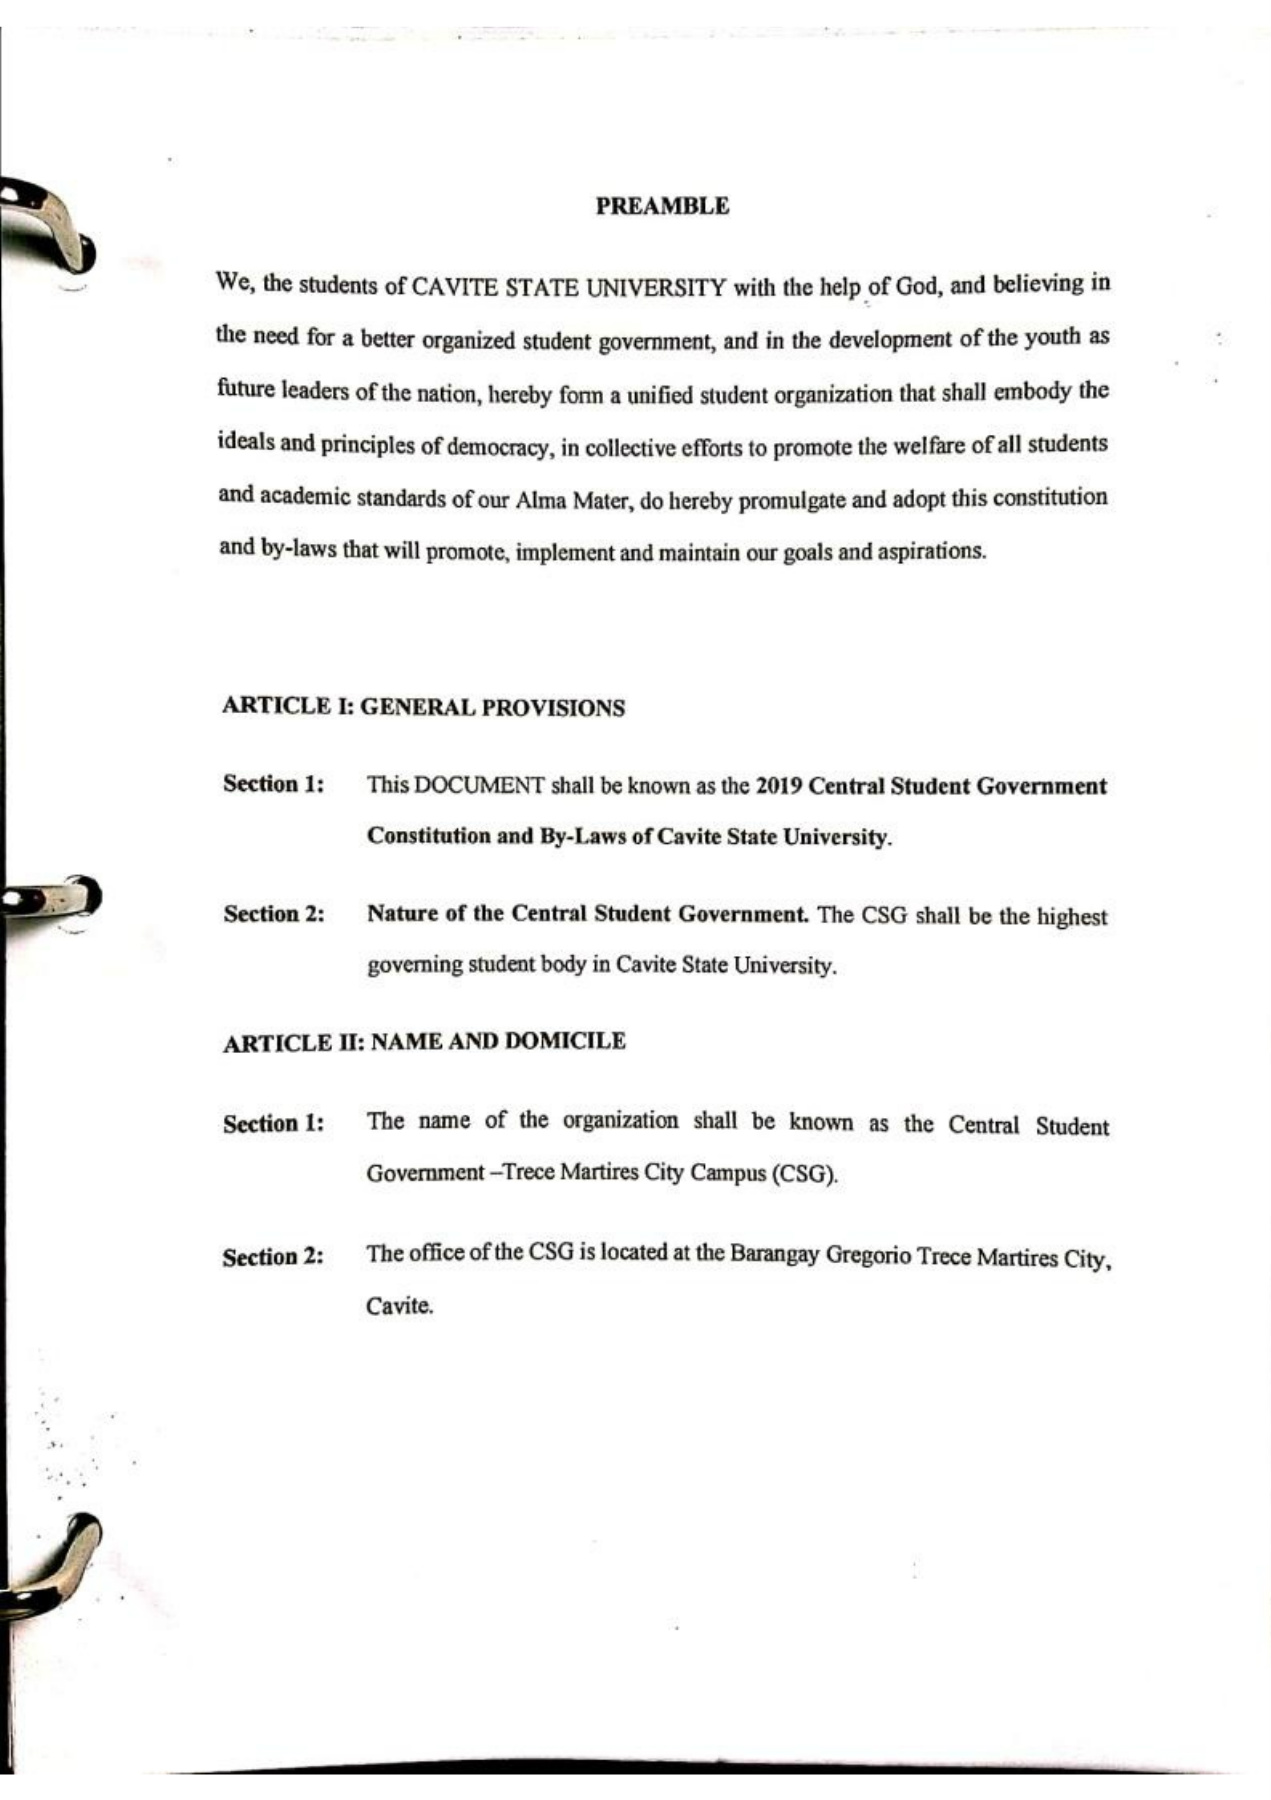 PREAMBLE
We, the students of CAVITE STATE UNIVERSITY with the help of God, and believing in
the need for a better organized student government, and in the development of the youth as
future leaders of the nation, hereby form a unified student organization that shall embody the
ideals and principles of democracy, in collective efforts to promote the welfare of all students
and academic standards of our Alma Mater, do hereby promulgate and adopt this constitution
and by-laws that will promote, implement and maintain our goals and aspirations.
ARTICLE I: GENERAL PROVISIONS
Section 1: This DOCUMENT shall be known as the 2019 Central Student Government
Constitution and By-Laws of Cavite State University.
Section 2: Nature of the Central Student Government. The CSG shall be the highest
governing student body in Cavite State University.
ARTICLE II: NAME AND DOMICILE
Section 1: The name of the organization shall be known as the Central Student
Government –Trece Martires City Campus (CSG).
Section 2: The office of the CSG is located at the Barangay Gregorio Trece Martires City,
Cavite.